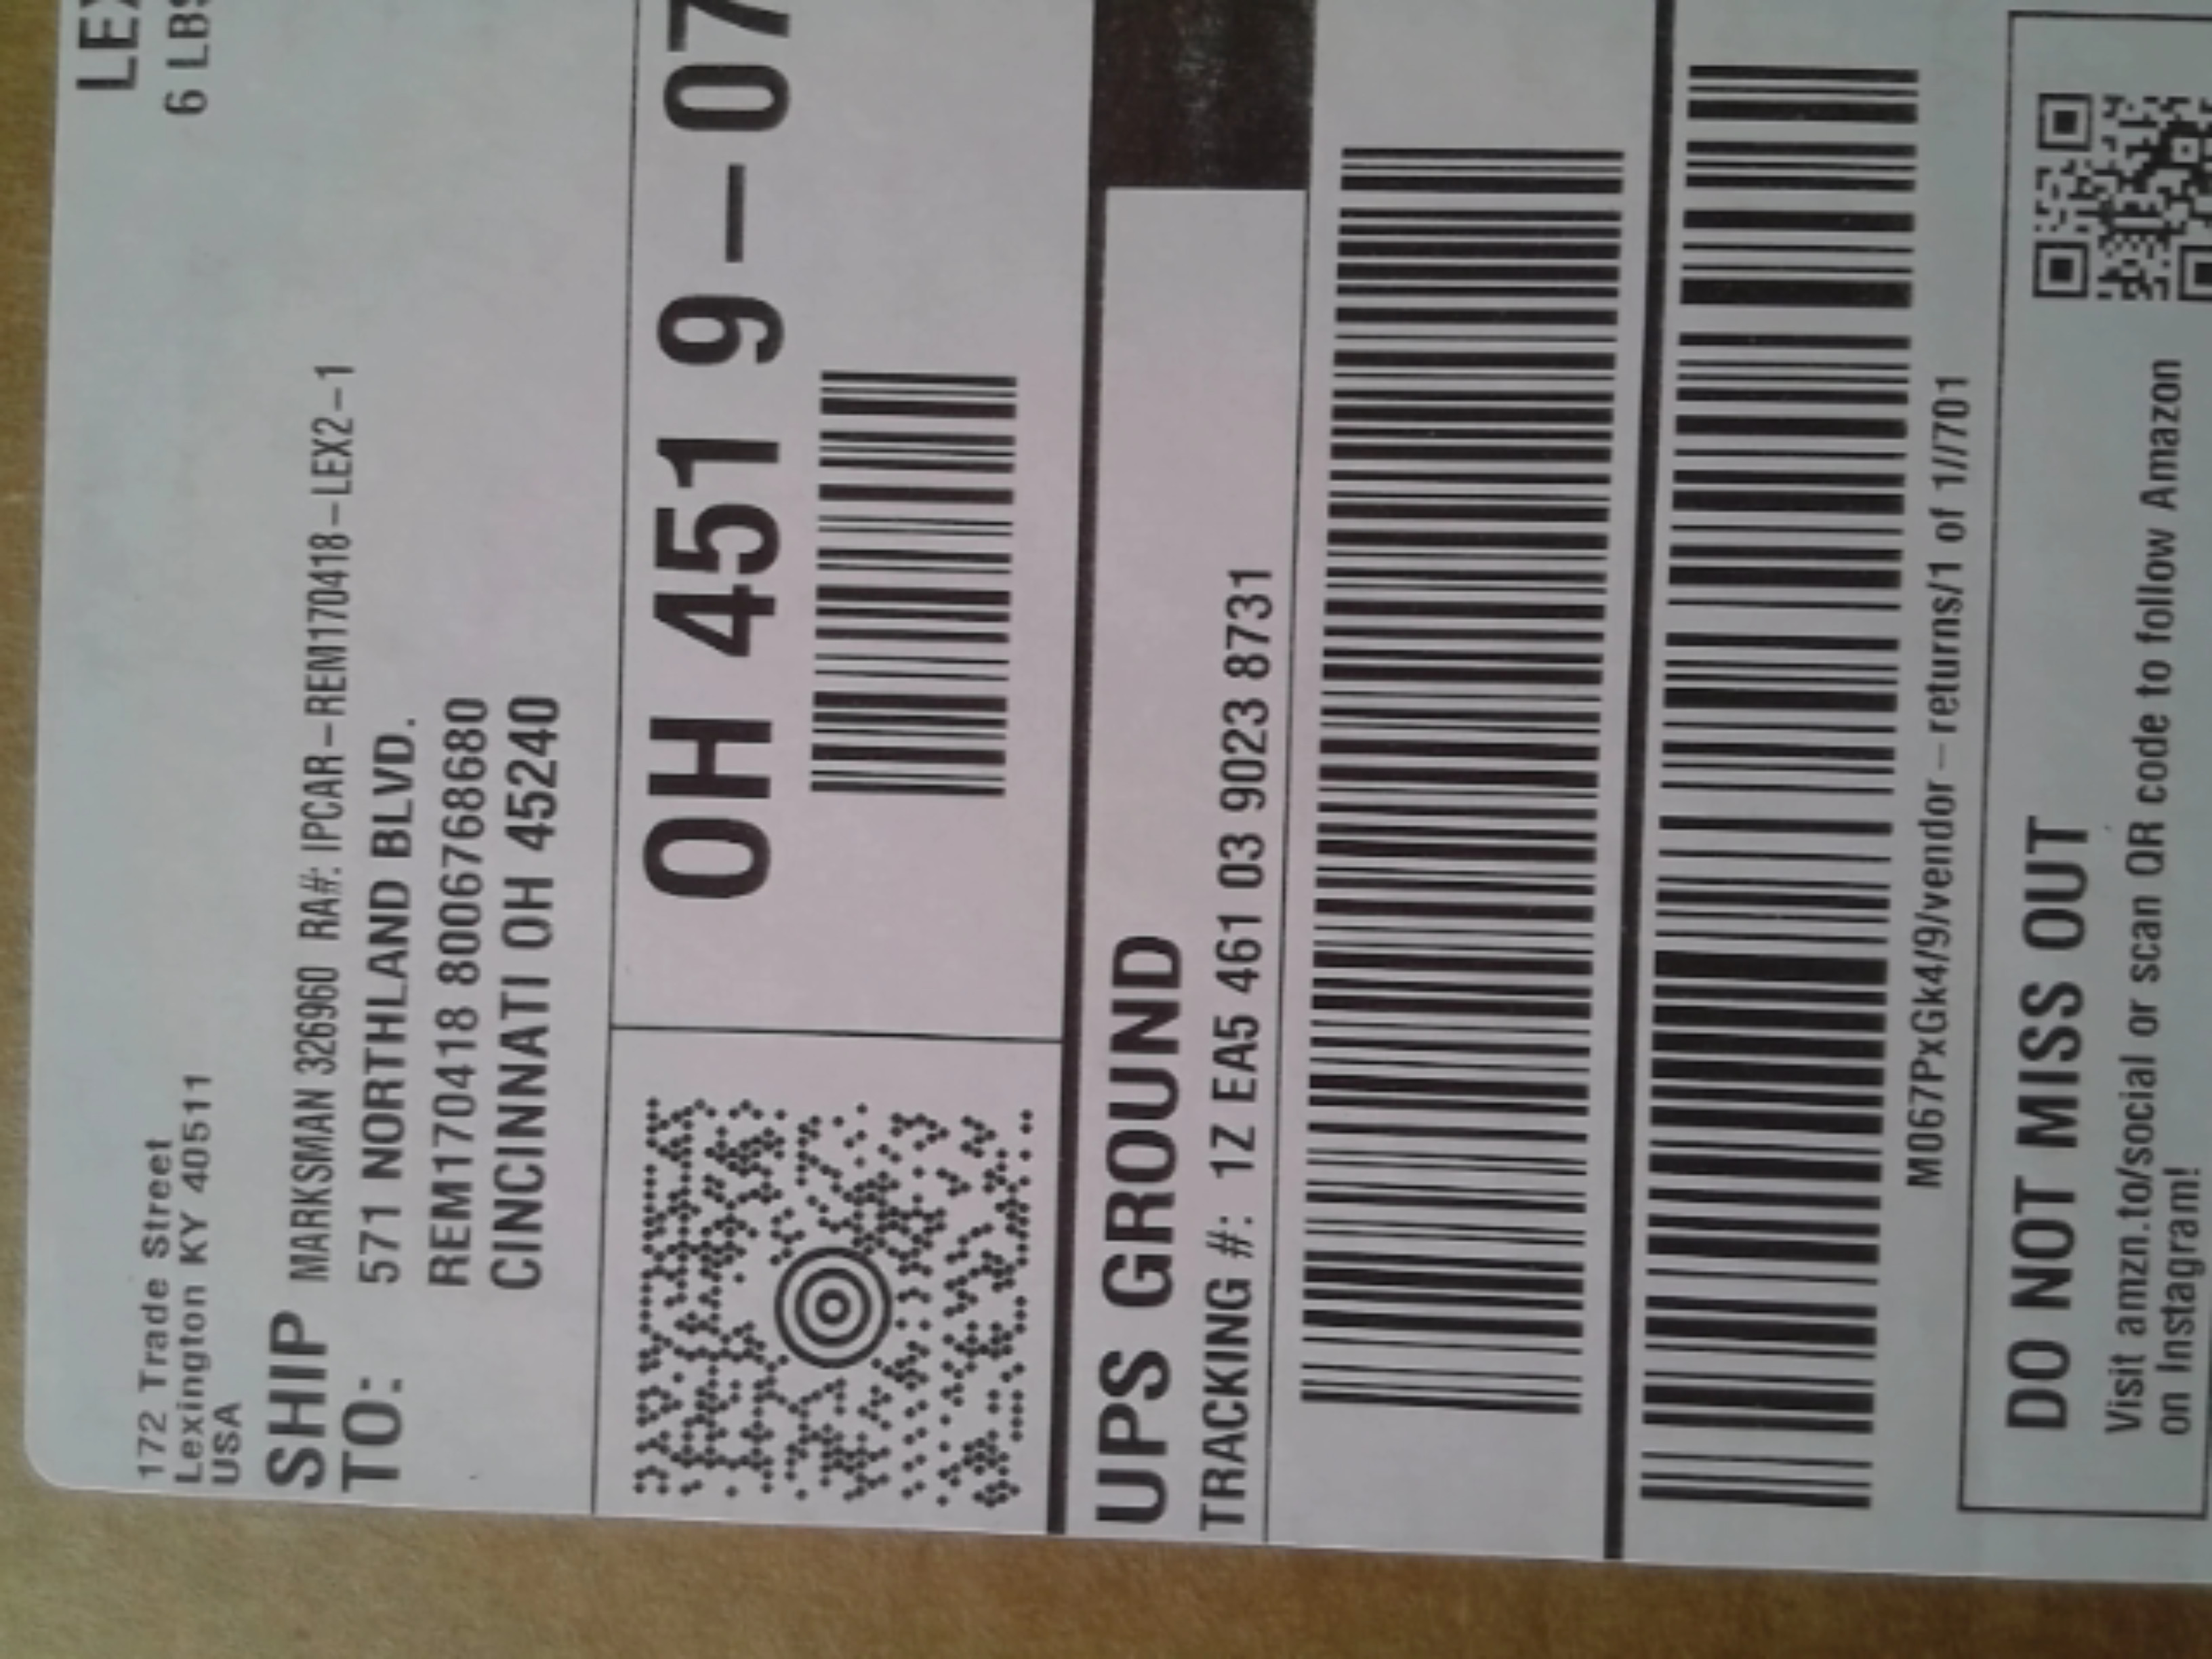 LEX
6 LBS
172 Trade Street
Lexington KY 40511
USA
SHIP
TO:
MARKSMAN 326960 RA#: IPCAR-REM170418-LEX2-1
571 NORTHLAND BLVD.
REM170418 8006768680
CINCINNATI OH 45240
OH 451 9-07
UPS GROUND
TRACKING #: 1Z EA5 461 03 9023 8731
M067PxGk4/9/vendor-returns/1 of 1//701
DO NOT MISS OUT
Visit amzn.to/social or scan QR code to follow Amazon
on Instagram!